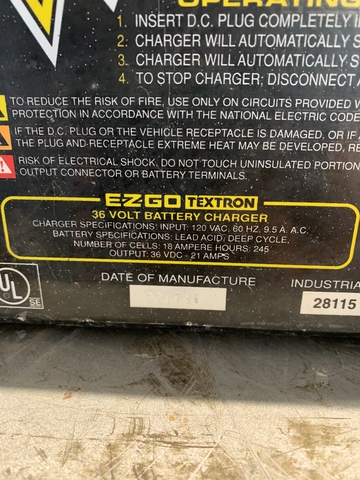 OPERATING
1. INSERT D.C. PLUG COMPLETELY
2. CHARGER WILL AUTOMATICALLY S
3. CHARGER WILL AUTOMATICALLY S
4. TO STOP CHARGER; DISCONNECT
TO REDUCE THE RISK OF FIRE, USE ONLY ON CIRCUITS PROVIDED
PROTECTION IN ACCORDANCE WITH THE NATIONAL ELECTRIC CODE
IF THE D.C. PLUG OR THE VEHICLE RECEPTACLE IS DAMAGED, OR IF
THE PLUG AND RECEPTACLE EXTREME HEAT MAY BE DEVELOPED,
RISK OF ELECTRICAL SHOCK. DO NOT TOUCH UNINSULATED PORTION
OUTPUT CONNECTOR OR BATTERY TERMINALS.
EZGO TEXTRON
36 VOLT BATTERY CHARGER
CHARGER SPECIFICATIONS: INPUT: 120 VAC, 60 HZ, 9.5 A. A.C.
BATTERY SPECIFICATIONS: LEAD ACID, DEEP CYCLE,
NUMBER OF CELLS: 18 AMPERE HOURS: 245
OUTPUT: 36 VDC - 21 AMPS
UL SE
DATE OF MANUFACTURE INDUSTRIA
28115